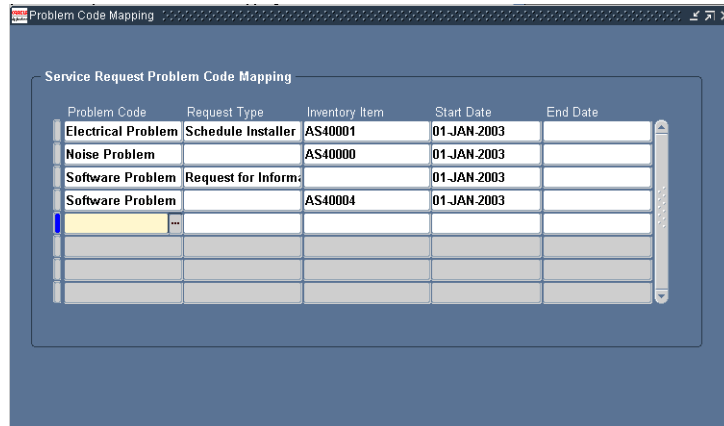 Problem Code Mapping
Service Request Problem Code Mapping
Problem Code Request Type Inventory Item Start Date End Date
Electrical Problem Schedule Installer AS40001 01-JAN-2003
Noise Problem AS40000 01-JAN-2003
Software Problem Request for Informa 01-JAN-2003
Software Problem AS40004 01-JAN-2003
...